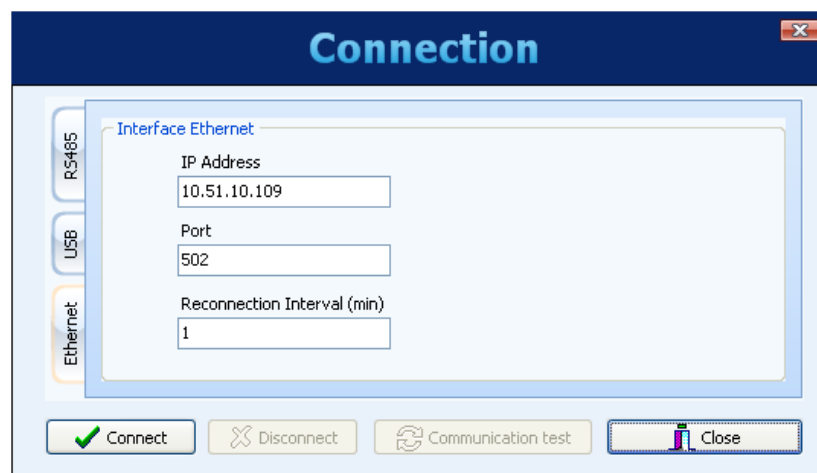 Connection
RS485
USB
Ethernet
Interface Ethernet
IP Address
10.51.10.109
Port
502
Reconnection Interval (min)
1
Connect
Disconnect
Communication test
Close